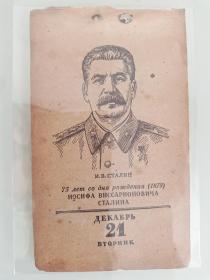 И. В. СТАЛИН
75 лет со дня рождения (1879)
ИОСИФА ВИССАРИОНОВИЧА
СТАЛИНА
ДЕКАБРЬ
21
ВТОРНИК